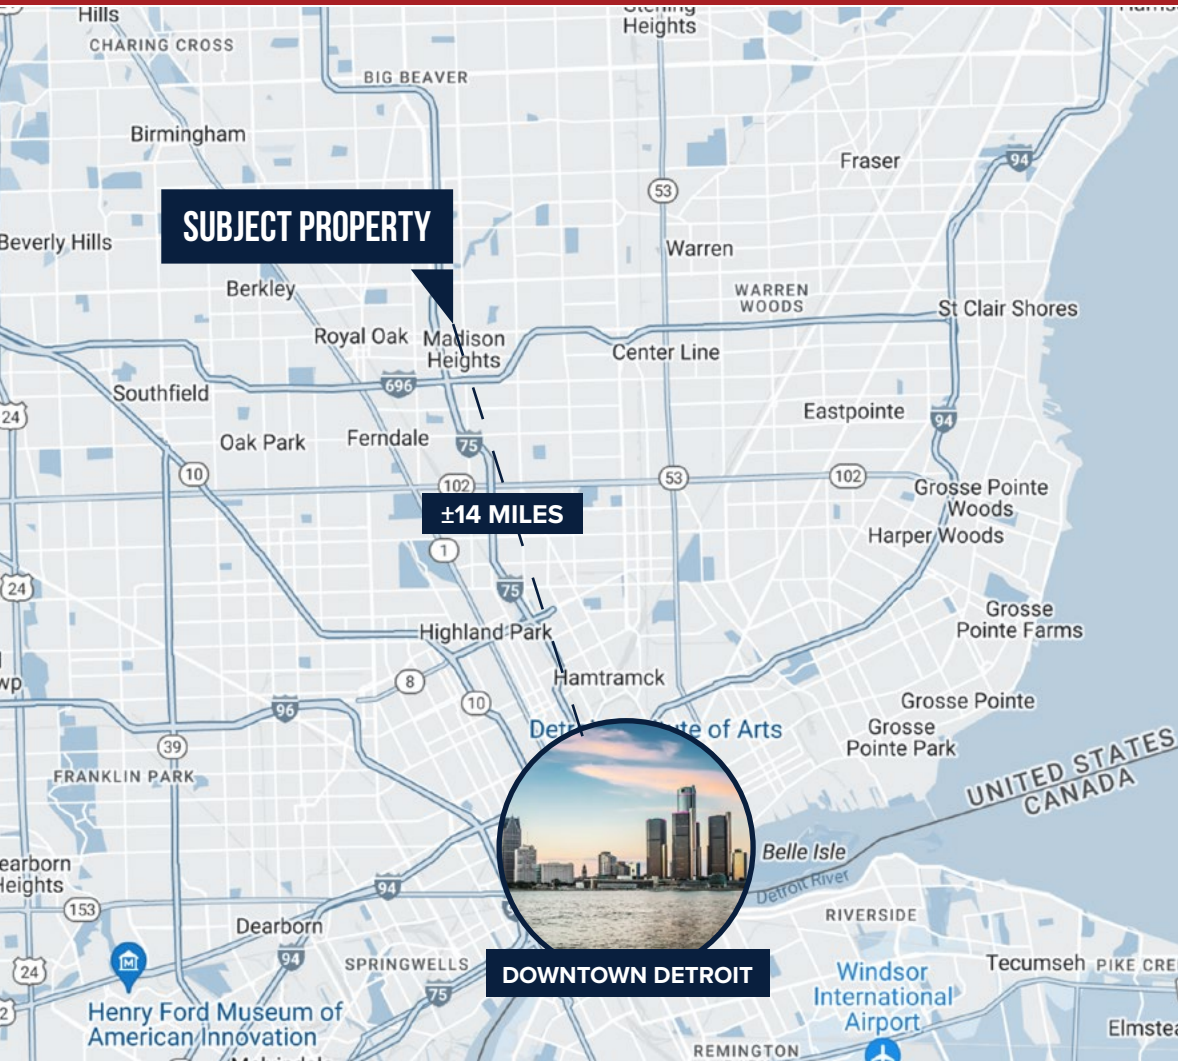 Hills
Sterling
Heights
CHARING CROSS
BIG BEAVER
Birmingham
Fraser
94
53
SUBJECT PROPERTY
Beverly Hills
Warren
Berkley
WARREN
WOODS
St Clair Shores
Royal Oak
Madison
Heights
Center Line
696
Southfield
24
Eastpointe
94
Oak Park
Ferndale
75
10
102
53
102
Grosse Pointe
Woods
±14 MILES
Harper Woods
1
24
75
Grosse
Pointe Farms
Highland Park
Hamtramck
8
10
96
Grosse Pointe
of Arts
Grosse
Pointe Park
39
FRANKLIN PARK
UNITED STATES
CANADA
Belle Isle
earborn
Heights
94
Detroit River
153
RIVERSIDE
Dearborn
94
SPRINGWELLS
24
DOWNTOWN DETROIT
Windsor
International
Airport
Tecumseh
PIKE CRE
75
Henry Ford Museum of
American Innovation
2
Elmstea
REMINGTON